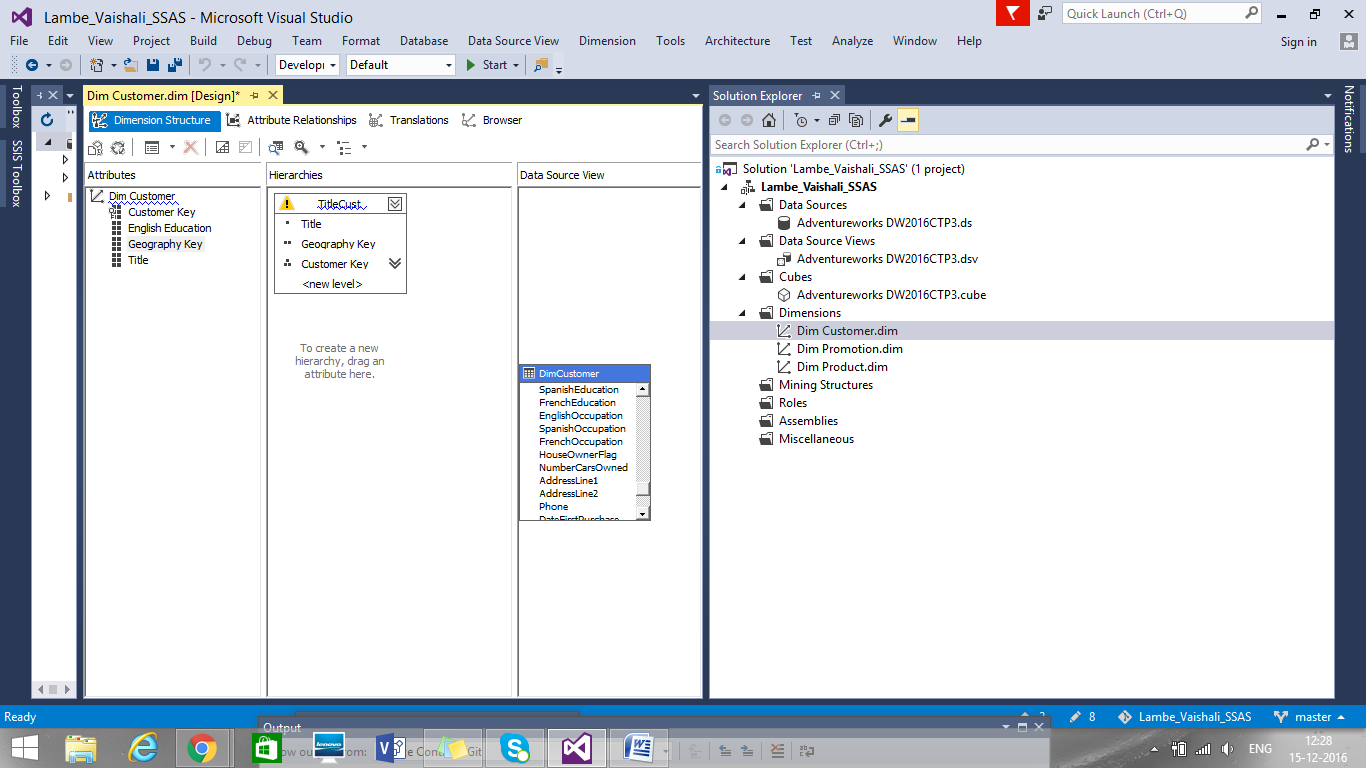 Lambe_Vaishali_SSAS - Microsoft Visual Studio
Quick Launch (Ctrl+Q)
File Edit View Project Build Debug Team Format Database Data Source View Dimension Tools Architecture Test Analyze Window Help
Sign in
Default
Start
Toolbox
SSIS Toolbox
Dim Customer.dim [Design]*
Dimension Structure
Attribute Relationships
Translations
Browser
Attributes
Dim Customer
Customer Key
English Education
Geography Key
Title
Hierarchies
TitleCust
Title
Geography Key
Customer Key
<new level>
To create a new
hierarchy, drag an
attribute here.
Data Source View
DimCustomer
SpanishEducation
FrenchEducation
EnglishOccupation
SpanishOccupation
FrenchOccupation
HouseOwnerFlag
NumberCarsOwned
AddressLine1
AddressLine2
Phone
DateFirstPurchase
Solution Explorer
Search Solution Explorer (Ctrl+;)
Solution 'Lambe_Vaishali_SSAS' (1 project)
Lambe_Vaishali_SSAS
Data Sources
Adventureworks DW2016CTP3.ds
Data Source Views
Adventureworks DW2016CTP3.dsv
Cubes
Adventureworks DW2016CTP3.cube
Dimensions
Dim Customer.dim
Dim Promotion.dim
Dim Product.dim
Mining Structures
Roles
Assemblies
Miscellaneous
Notifications
Ready
8
Lambe_Vaishali_SSAS
master
Output
Git
ENG
12:28
15-12-2016